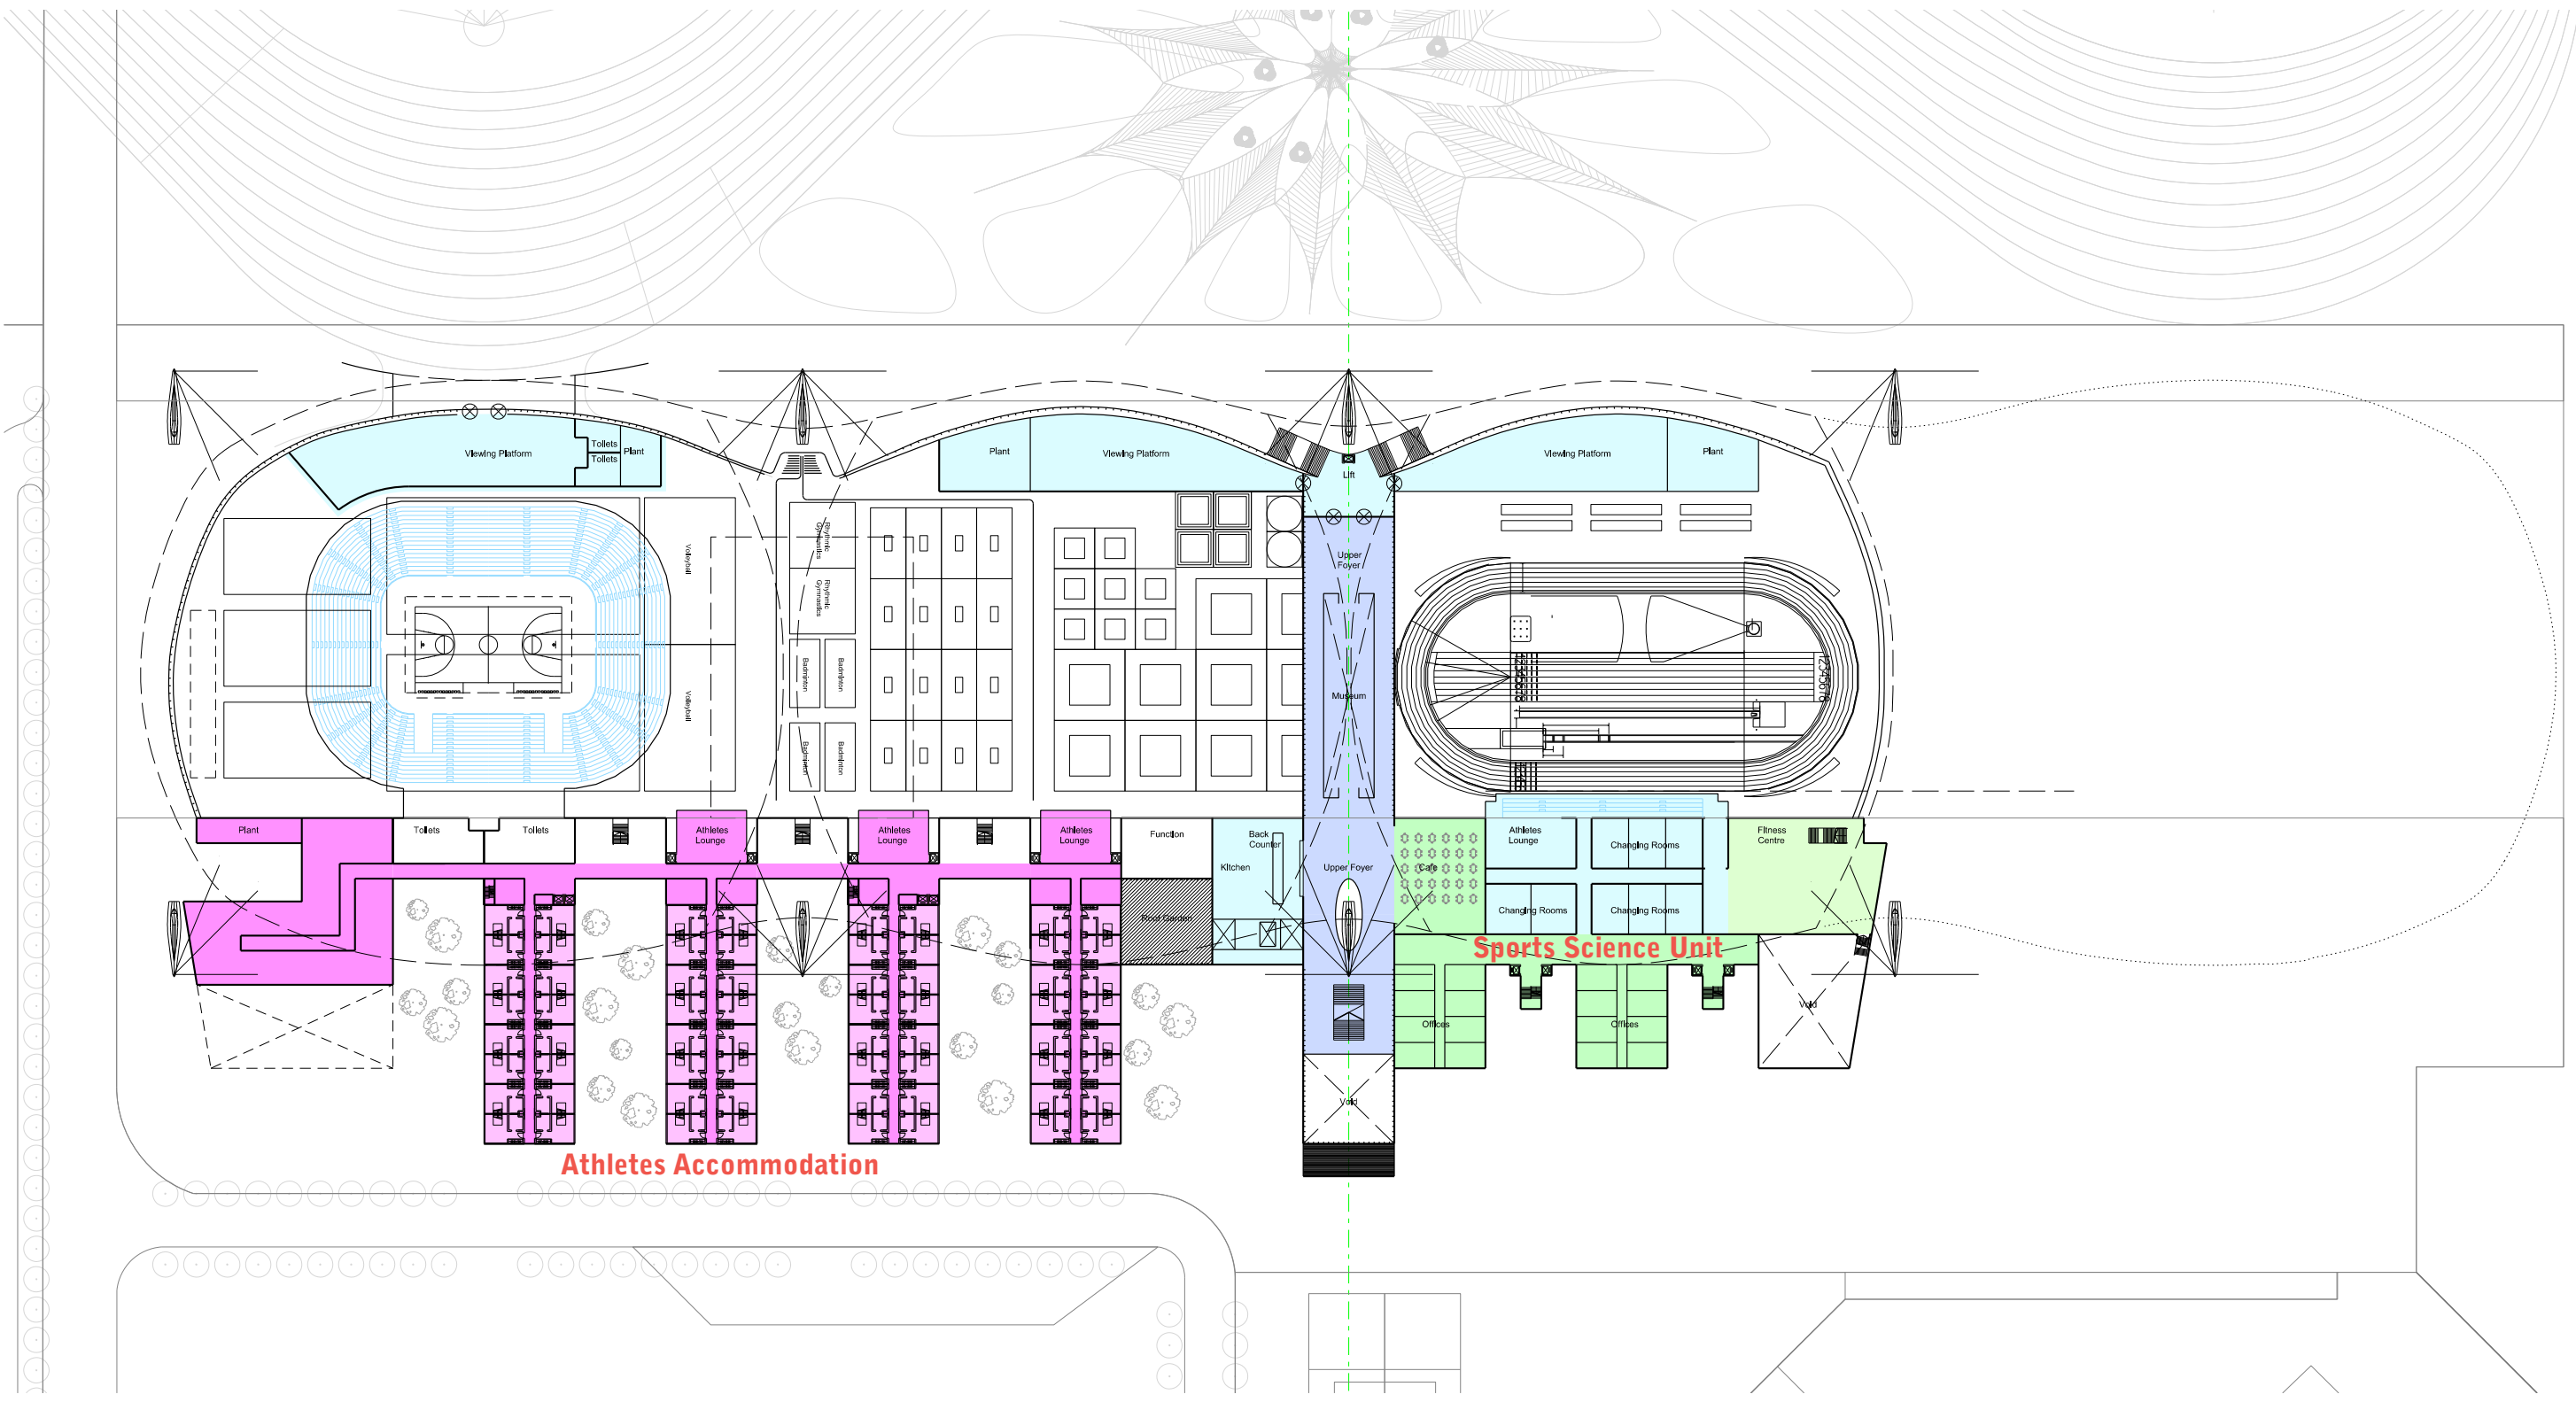 Viewing Platform
Toilets
Toilets
Plant
Plant
Viewing Platform
Lift
Viewing Platform
Plant
Volleyball
Rhythmic
Gymnastics
Rhythmic
Gymnastics
Upper
Foyer
Badminton
Badminton
Volleyball
Museum
12345678
12345678
Badminton
Badminton
Plant
Toilets
Toilets
Athletes
Lounge
Athletes
Lounge
Athletes
Lounge
Function
Back
Counter
Kitchen
Upper Foyer
Cafe
Athletes
Lounge
Changing Rooms
Fitness
Centre
Roof Garden
Changing Rooms
Changing Rooms
Sports Science Unit
Offices
Offices
Void
Void
Athletes Accommodation